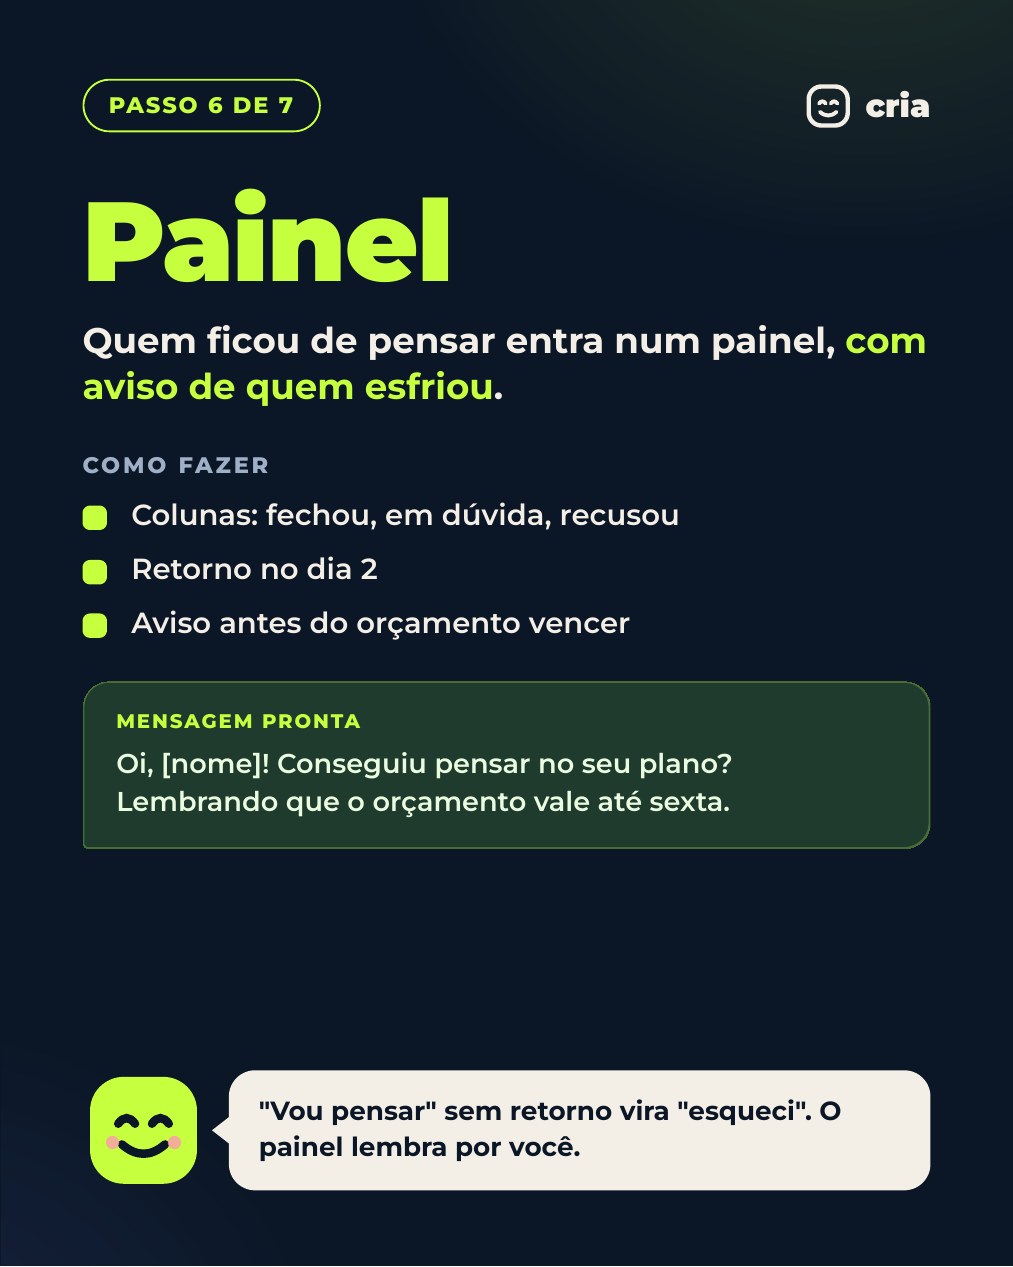 PASSO 6 DE 7
cria
Painel
Quem ficou de pensar entra num painel, com
aviso de quem esfriou.
COMO FAZER
Colunas: fechou, em dúvida, recusou
Retorno no dia 2
Aviso antes do orçamento vencer
MENSAGEM PRONTA
Oi, [nome]! Conseguiu pensar no seu plano?
Lembrando que o orçamento vale até sexta.
"Vou pensar" sem retorno vira "esqueci". O
painel lembra por você.